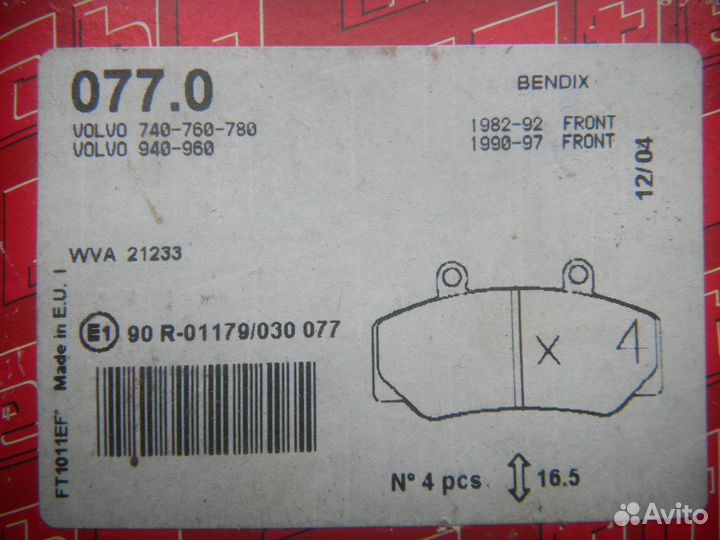 077.0
BENDIX
VOLVO 740-760-780 1982-92 FRONT
VOLVO 940-960 1990-97 FRONT
12/04
WVA 21233
E1 90 R-01179/030 077
x 4
N° 4 pcs 16.5
FT1011EF Made in E.U. I
Avito